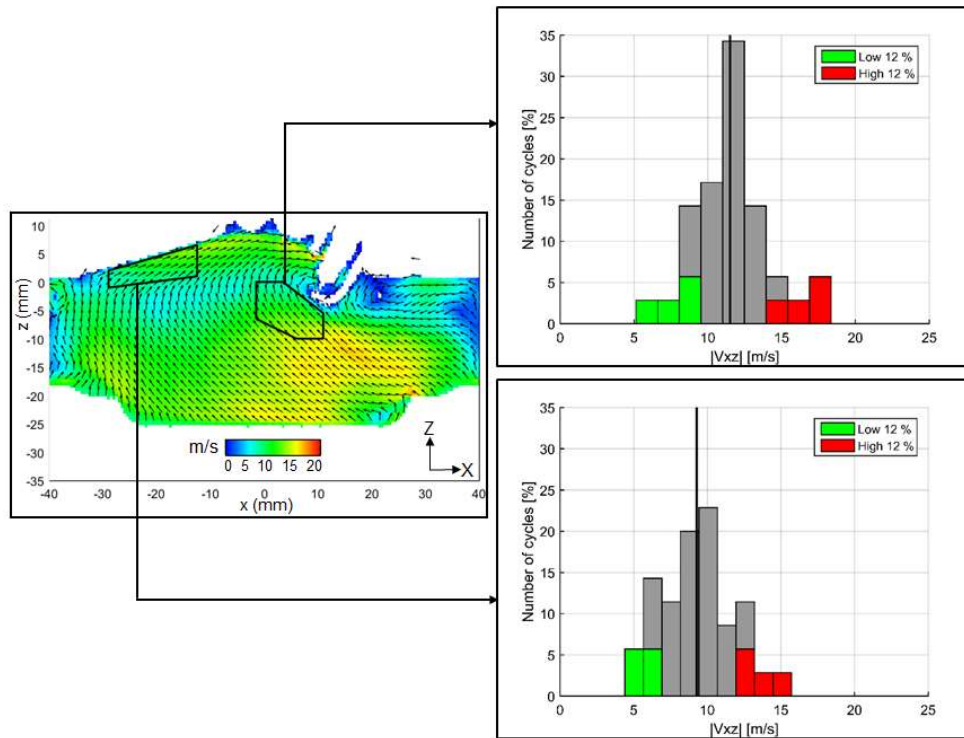 10
5
0
-5
-10
-15
-20
-25
-30
-35
z (mm)
-40 -30 -20 -10 0 10 20 30 40
x (mm)
m/s
0 5 10 15 20
Z
X
35
30
25
20
15
10
5
0
Number of cycles [%]
0 5 10 15 20 25
|Vxz| [m/s]
Low 12 %
High 12 %
35
30
25
20
15
10
5
0
Number of cycles [%]
0 5 10 15 20 25
|Vxz| [m/s]
Low 12 %
High 12 %